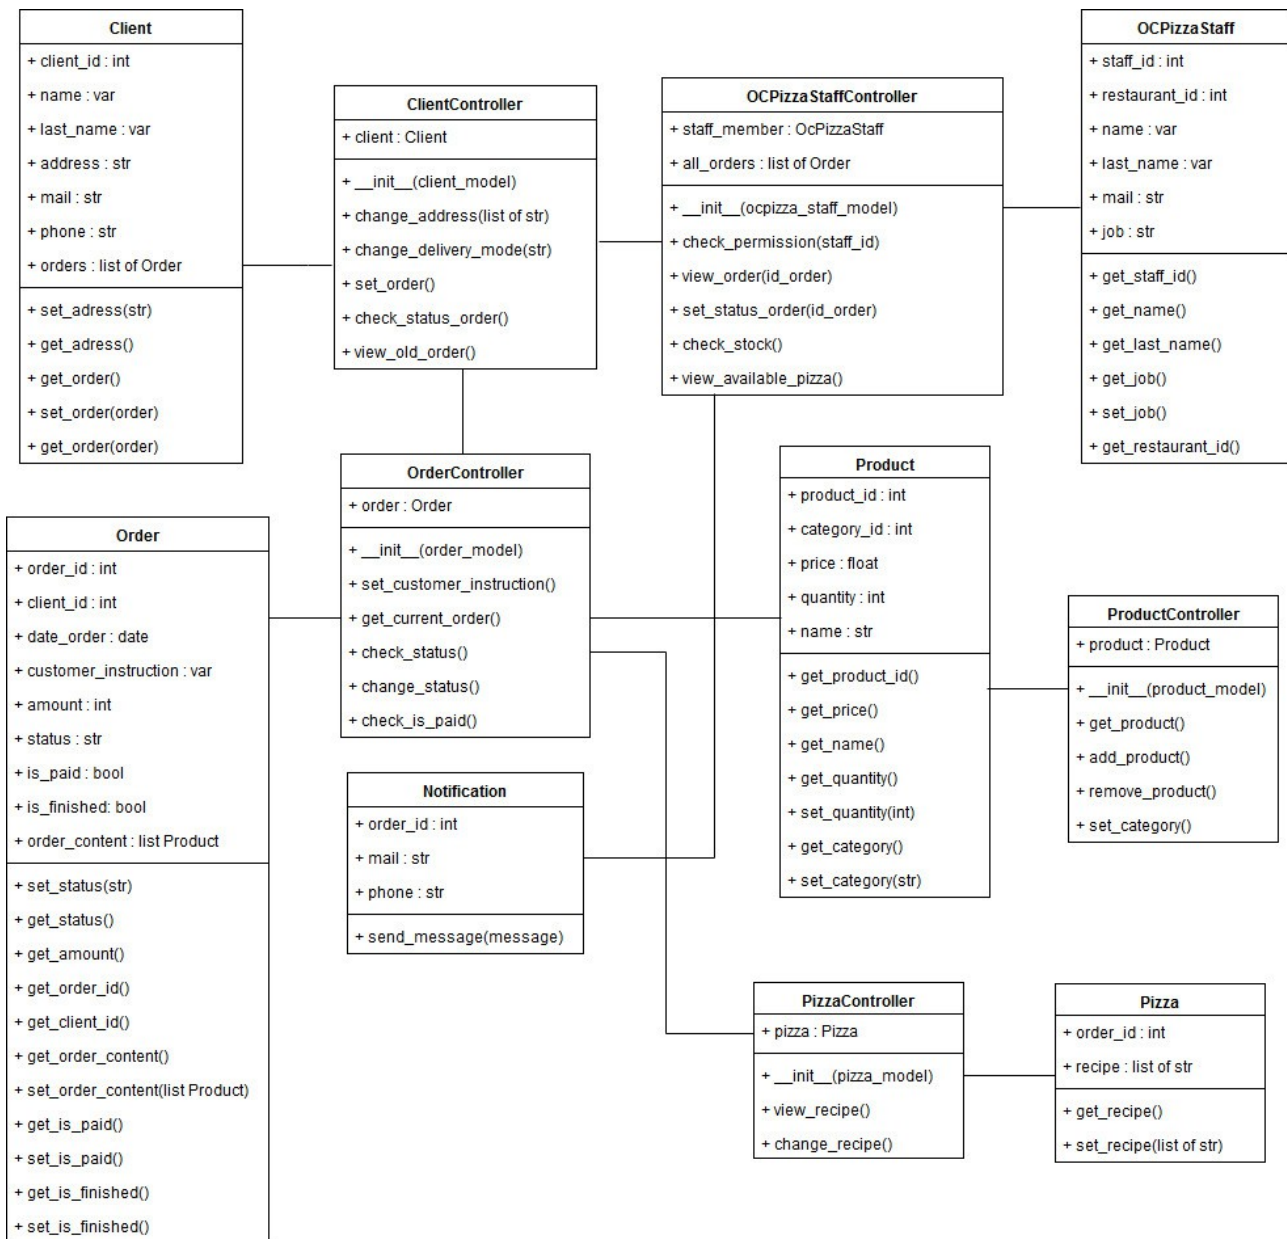 Client
+ client_id : int
+ name : var
+ last_name : var
+ address : str
+ mail : str
+ phone : str
+ orders : list of Order
+ set_adress(str)
+ get_adress()
+ get_order()
+ set_order(order)
+ get_order(order)
ClientController
+ client : Client
+ __init__(client_model)
+ change_address(list of str)
+ change_delivery_mode(str)
+ set_order()
+ check_status_order()
+ view_old_order()
OCPizzaStaffController
+ staff_member : OcPizzaStaff
+ all_orders : list of Order
+ __init__(ocpizza_staff_model)
+ check_permission(staff_id)
+ view_order(id_order)
+ set_status_order(id_order)
+ check_stock()
+ view_available_pizza()
OCPizzaStaff
+ staff_id : int
+ restaurant_id : int
+ name : var
+ last_name : var
+ mail : str
+ job : str
+ get_staff_id()
+ get_name()
+ get_last_name()
+ get_job()
+ set_job()
+ get_restaurant_id()
Order
+ order_id : int
+ client_id : int
+ date_order : date
+ customer_instruction : var
+ amount : int
+ status : str
+ is_paid : bool
+ is_finished: bool
+ order_content : list Product
+ set_status(str)
+ get_status()
+ get_amount()
+ get_order_id()
+ get_client_id()
+ get_order_content()
+ set_order_content(list Product)
+ get_is_paid()
+ set_is_paid()
+ get_is_finished()
+ set_is_finished()
OrderController
+ order : Order
+ __init__(order_model)
+ set_customer_instruction()
+ get_current_order()
+ check_status()
+ change_status()
+ check_is_paid()
Product
+ product_id : int
+ category_id : int
+ price : float
+ quantity : int
+ name : str
+ get_product_id()
+ get_price()
+ get_name()
+ get_quantity()
+ set_quantity(int)
+ get_category()
+ set_category(str)
ProductController
+ product : Product
+ __init__(product_model)
+ get_product()
+ add_product()
+ remove_product()
+ set_category()
Notification
+ order_id : int
+ mail : str
+ phone : str
+ send_message(message)
PizzaController
+ pizza : Pizza
+ __init__(pizza_model)
+ view_recipe()
+ change_recipe()
Pizza
+ order_id : int
+ recipe : list of str
+ get_recipe()
+ set_recipe(list of str)